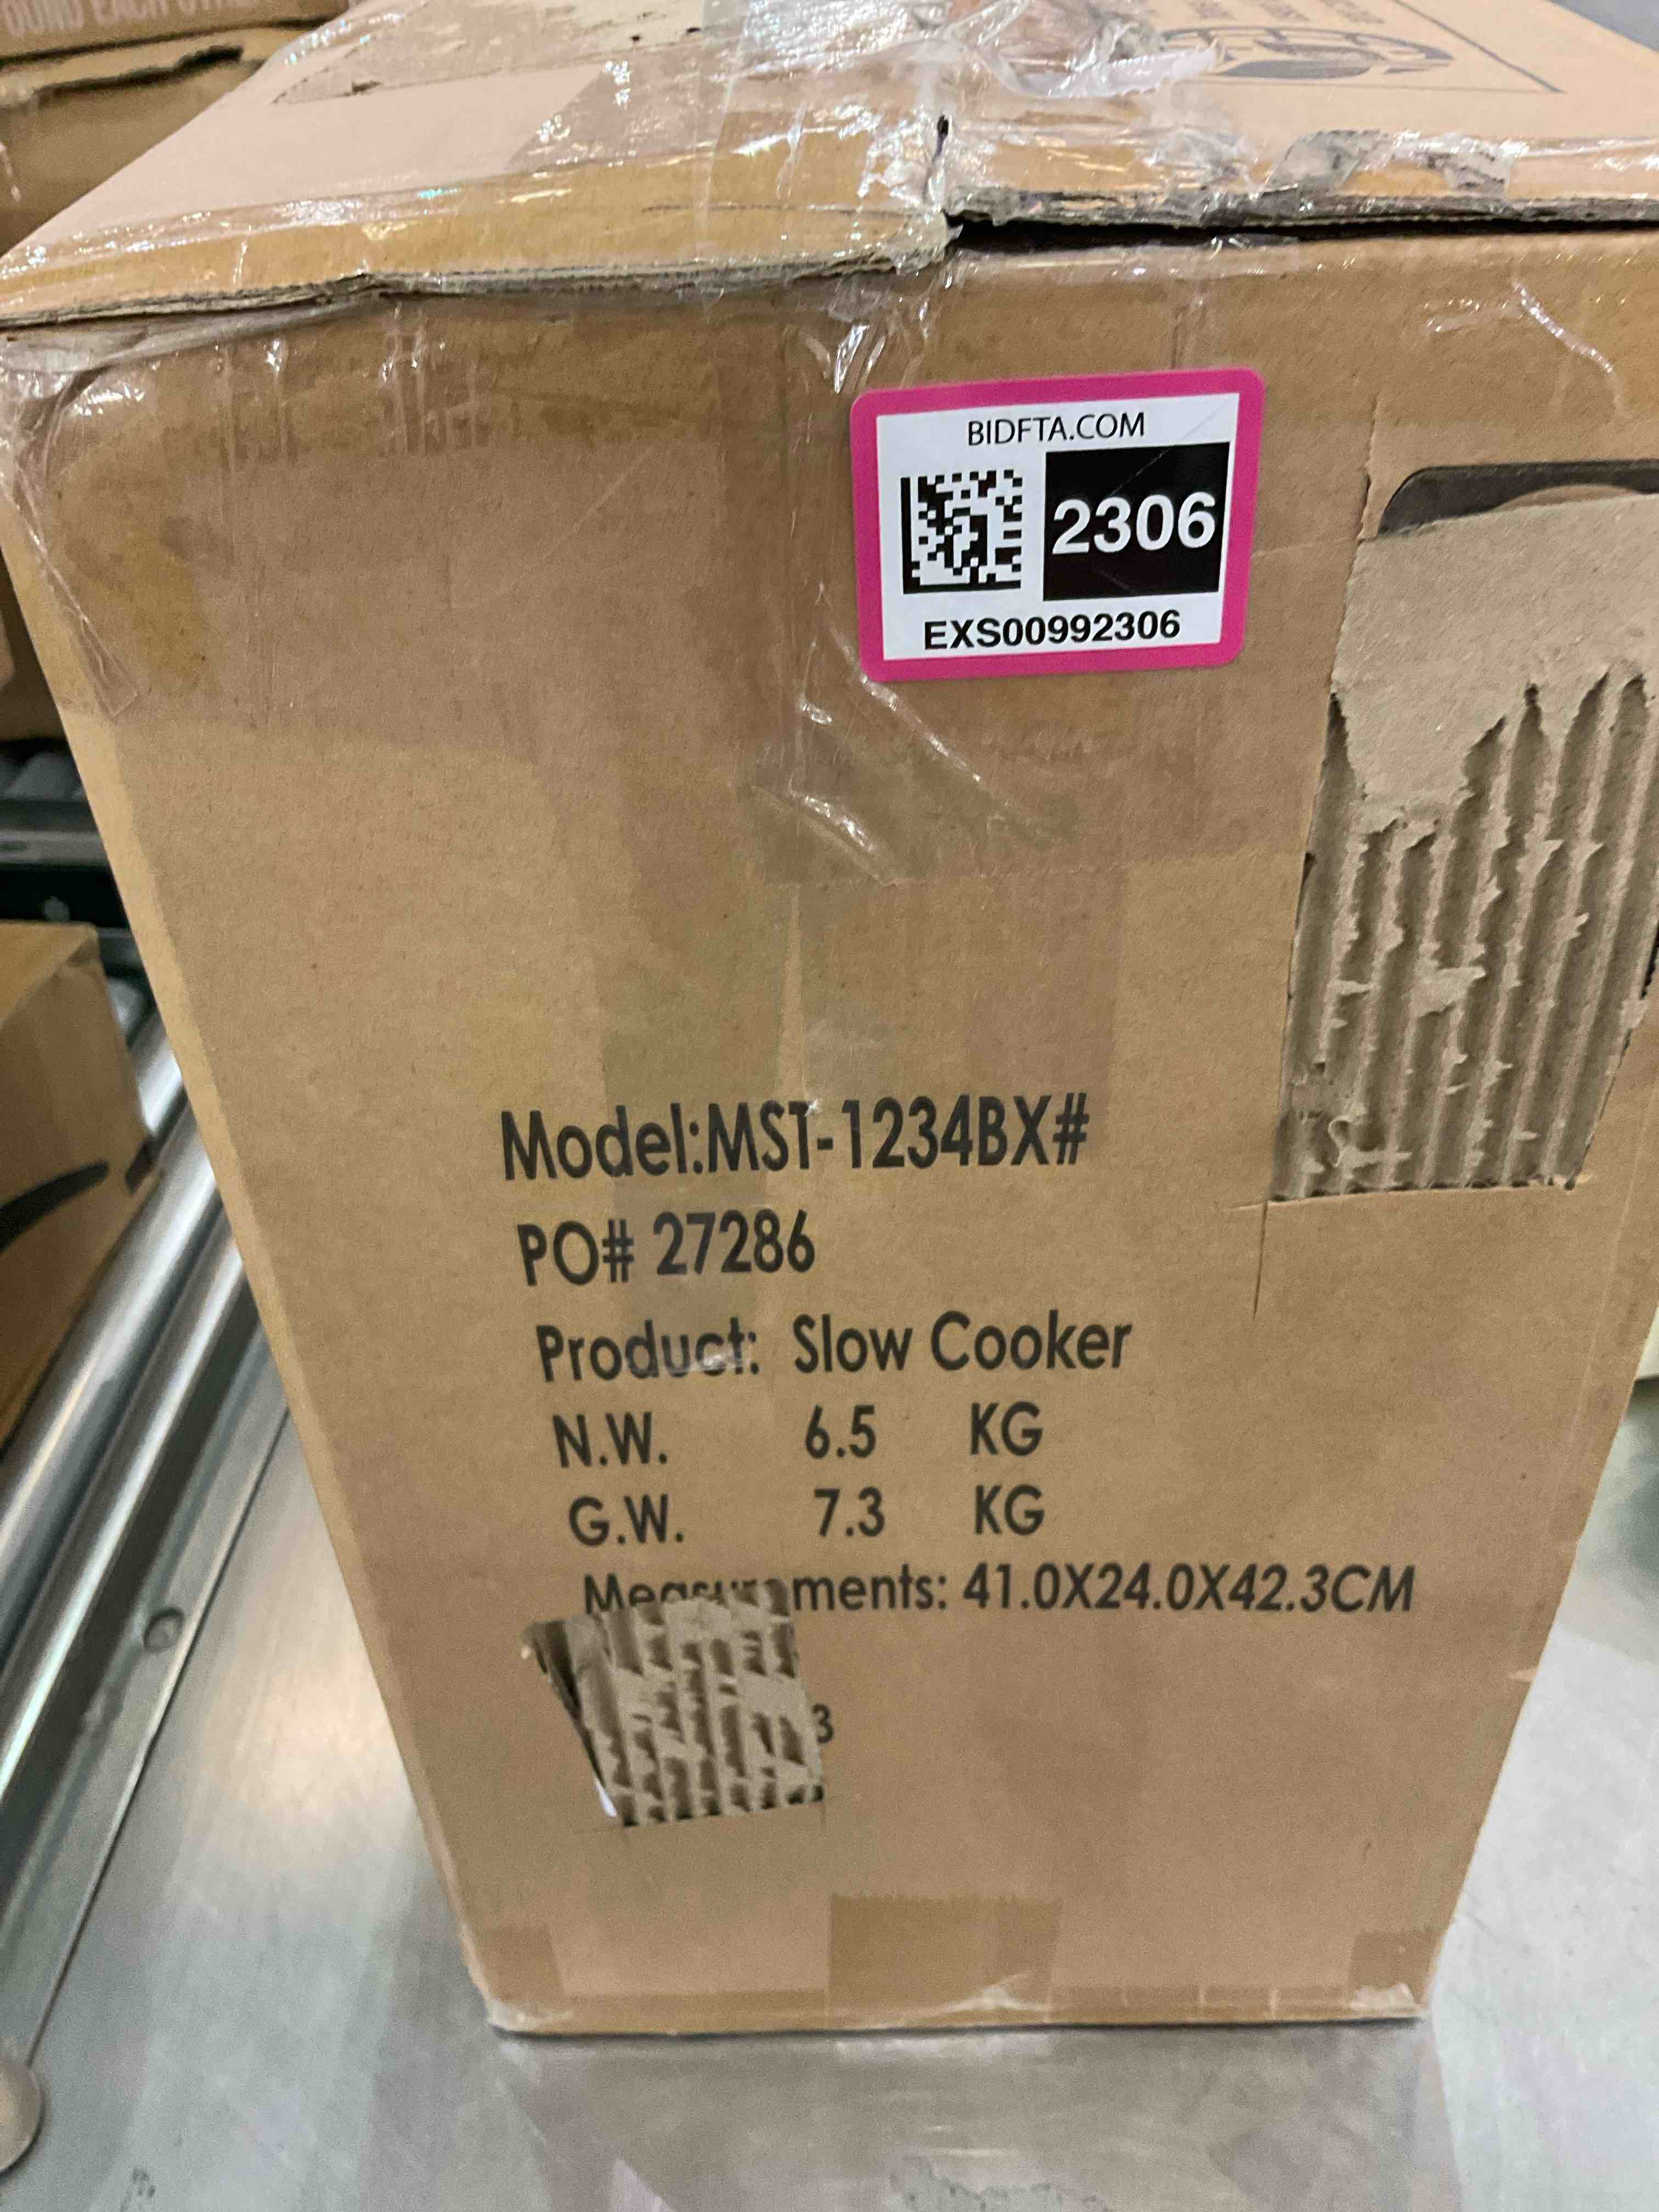 BIDFTA.COM
2306
EXS00992306
Model:MST-1234BX#
PO# 27286
Product: Slow Cooker
N.W. 6.5 KG
G.W. 7.3 KG
Measurements: 41.0X24.0X42.3CM
3